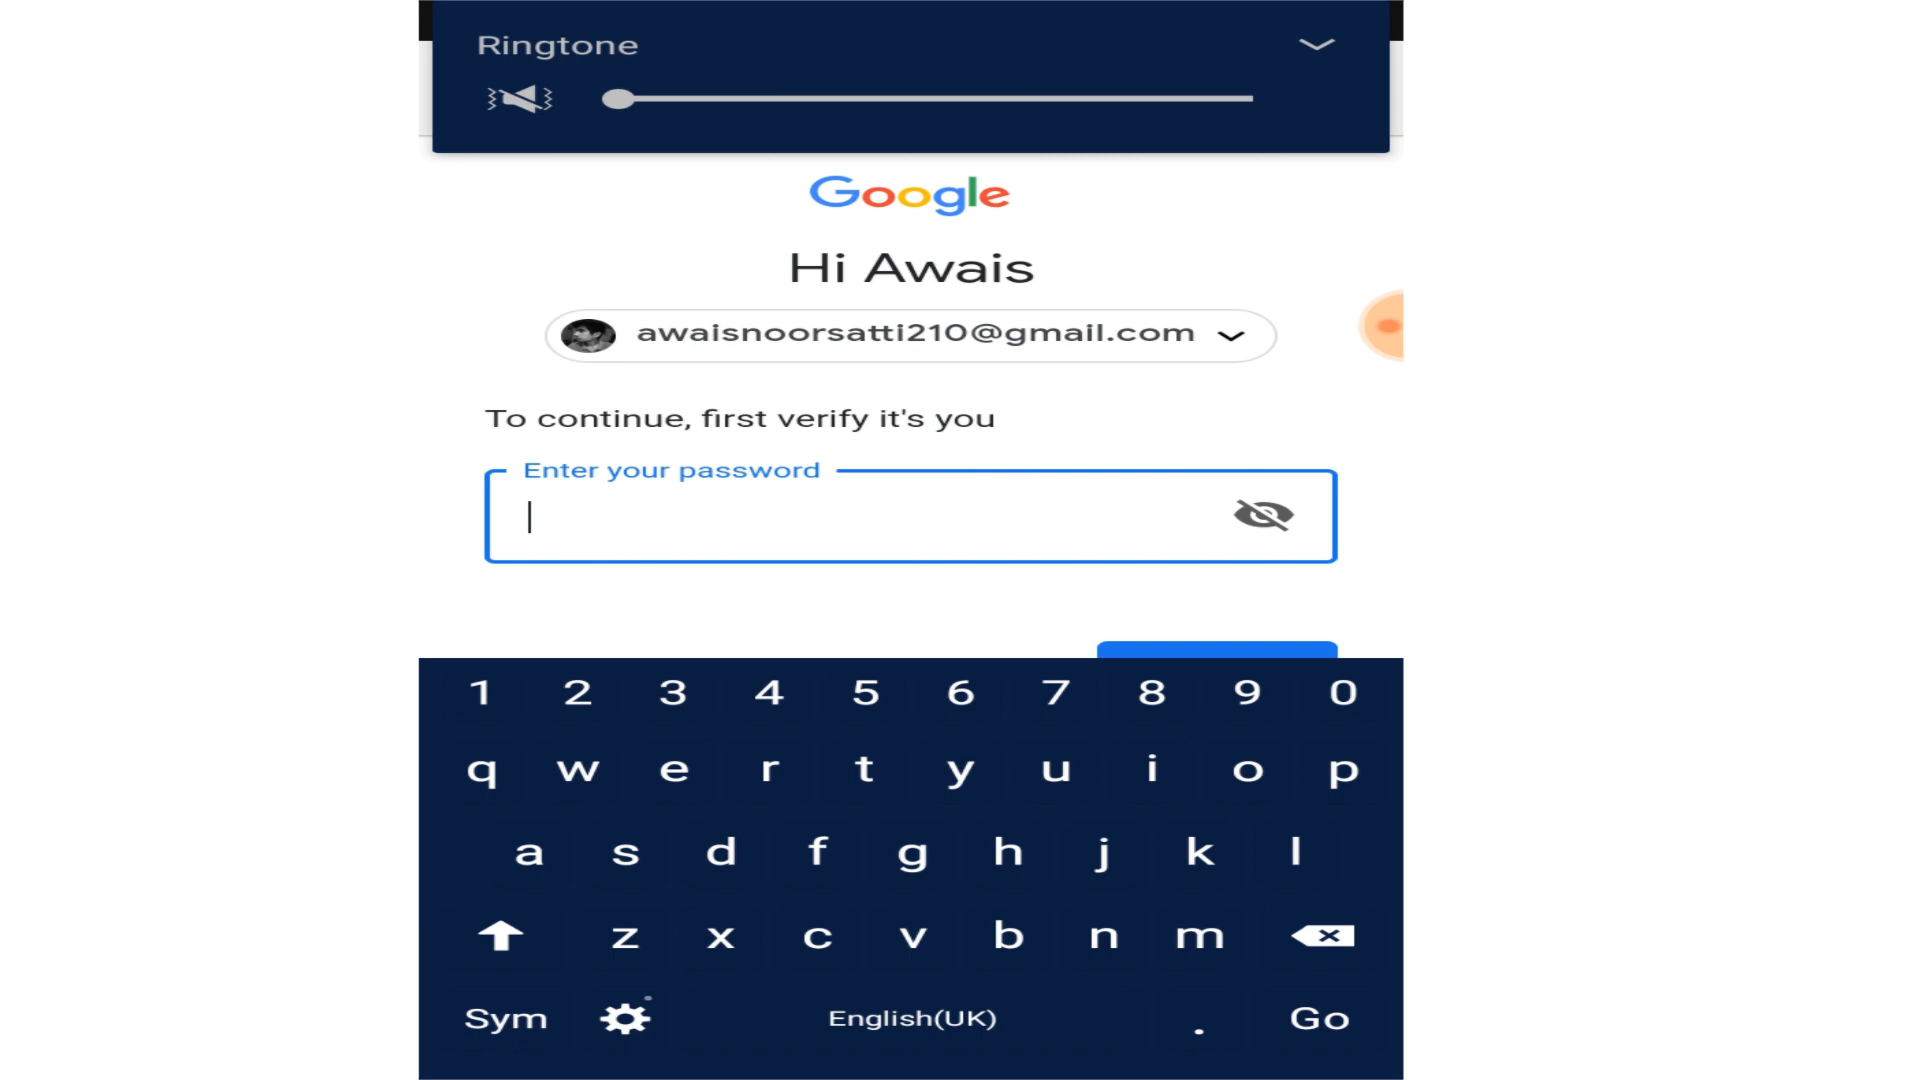 Ringtone
Google
Hi Awais
awaisnoorsatti210@gmail.com
To continue, first verify it's you
Enter your password
1 2 3 4 5 6 7 8 9 0
q w e r t y u i o p
a s d f g h j k l
z x c v b n m
Sym English(UK) . Go